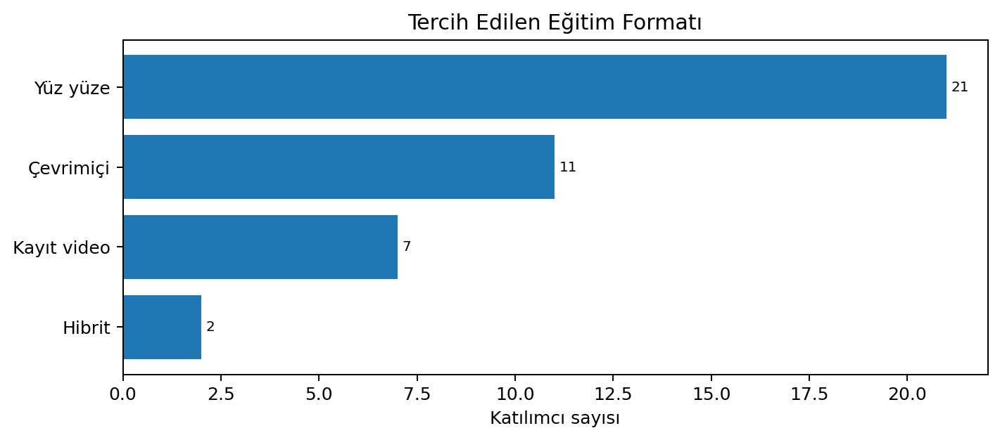 Tercih Edilen Eğitim Formatı
Yüz yüze
21
Çevrimiçi
11
Kayıt video
7
Hibrit
2
0.0 2.5 5.0 7.5 10.0 12.5 15.0 17.5 20.0
Katılımcı sayısı